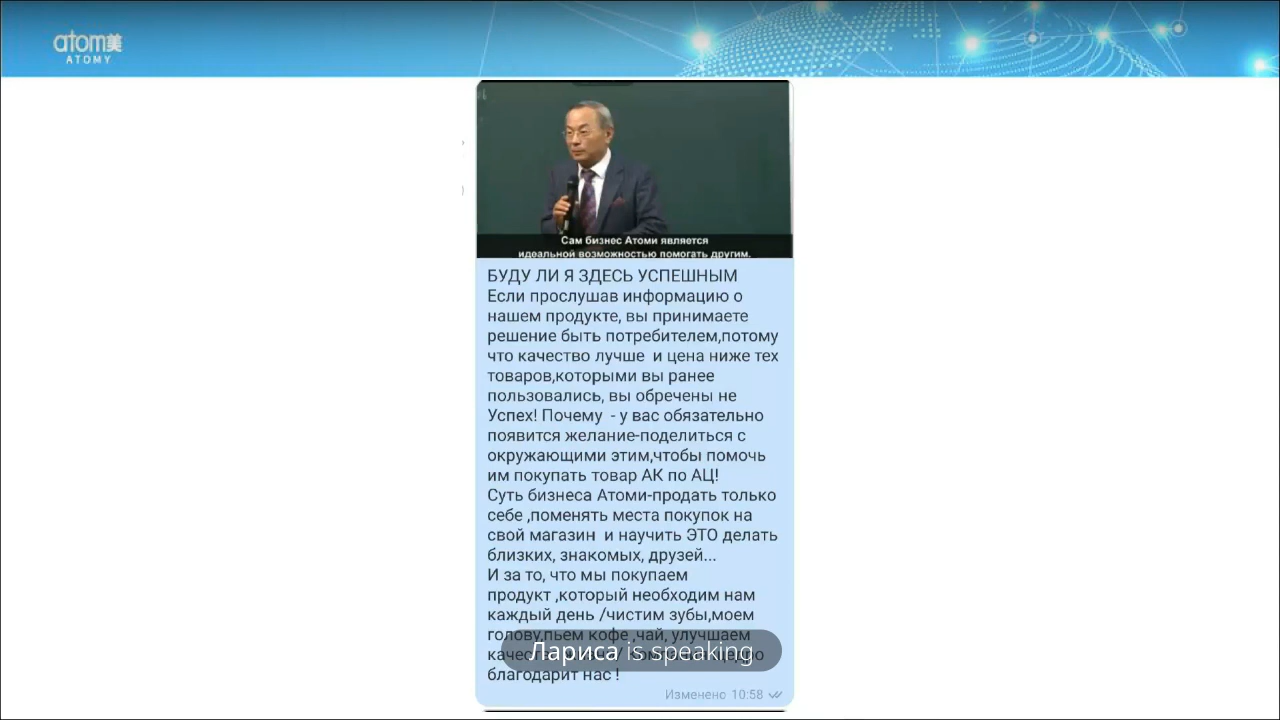 atom美
ATOMY
Сам бизнес Атоми является
идеальной возможностью помогать другим.
БУДУ ЛИ Я ЗДЕСЬ УСПЕШНЫМ
Если прослушав информацию о
нашем продукте, вы принимаете
решение быть потребителем,потому
что качество лучше и цена ниже тех
товаров,которыми вы ранее
пользовались, вы обречены не
Успех! Почему - у вас обязательно
появится желание-поделиться с
окружающими этим,чтобы помочь
им покупать товар АК по АЦ!
Суть бизнеса Атоми-продать только
себе ,поменять места покупок на
свой магазин и научить ЭТО делать
близких, знакомых, друзей...
И за то, что мы покупаем
продукт ,который необходим нам
каждый день /чистим зубы,моем
голову,пьем кофе ,чай, улучшаем
Лариса is speaking
благодарит нас !
Изменено 10:58